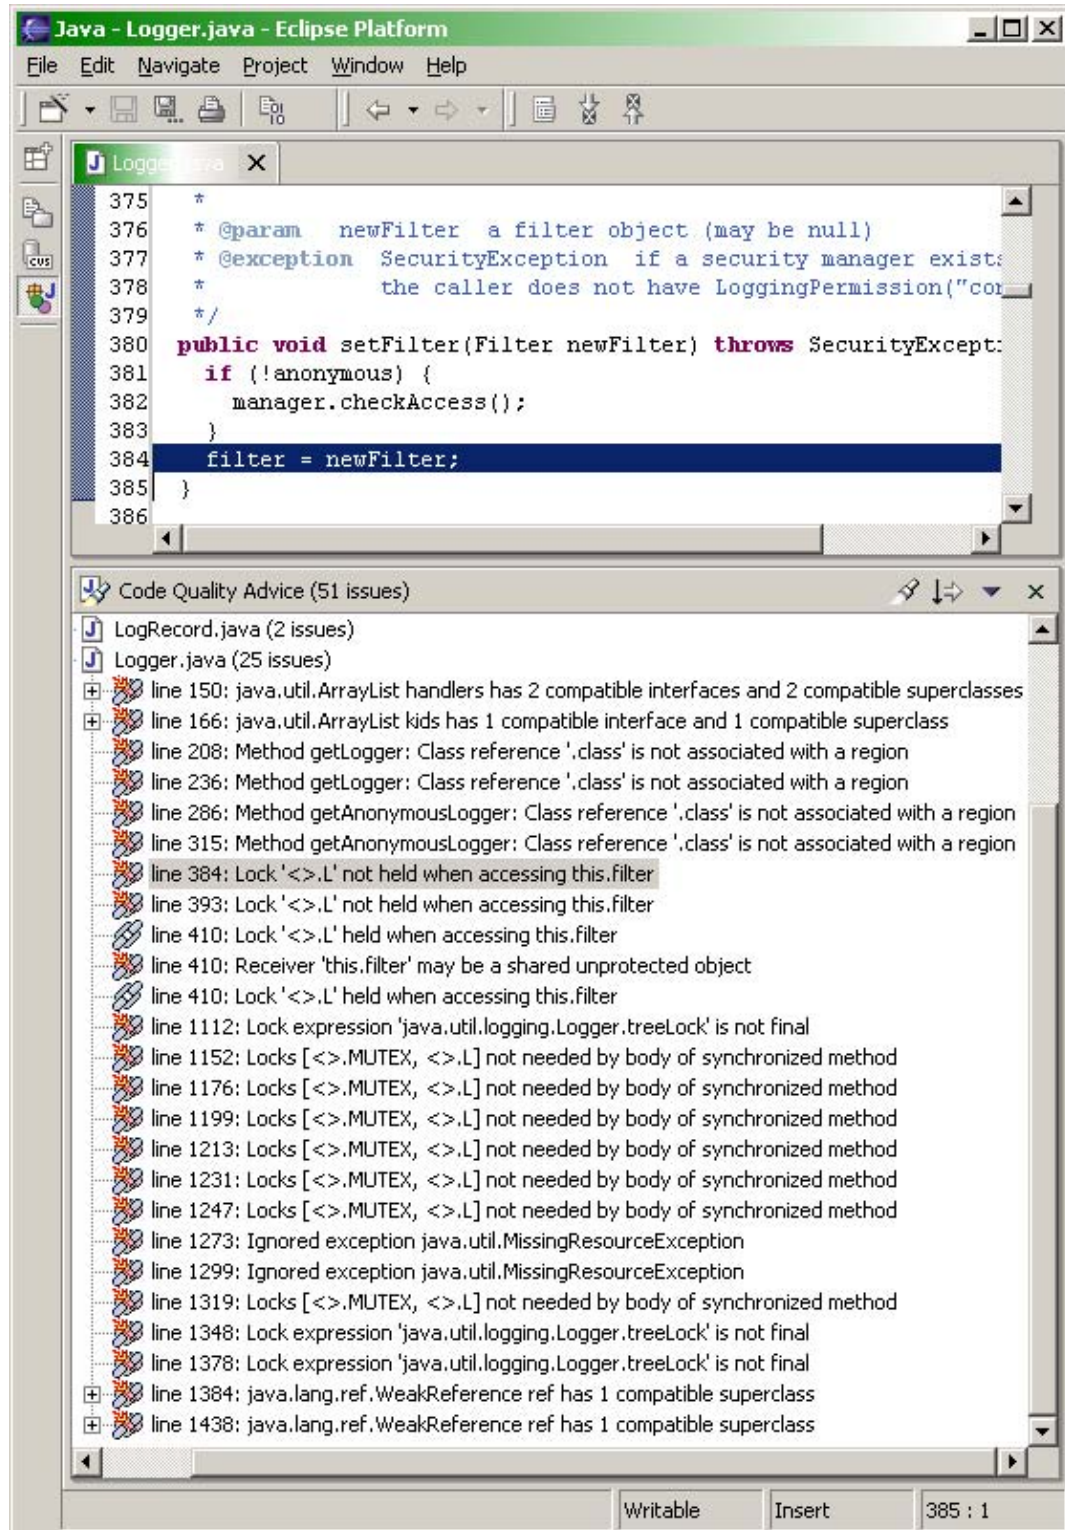 Java - Logger.java - Eclipse Platform
File Edit Navigate Project Window Help
Logger.java
375 *
376 * @param newFilter a filter object (may be null)
377 * @exception SecurityException if a security manager exists
378 * the caller does not have LoggingPermission("con
379 */
380 public void setFilter(Filter newFilter) throws SecurityExcepti
381 if (!anonymous) {
382 manager.checkAccess();
383 }
384 filter = newFilter;
385 }
386
cvs
Code Quality Advice (51 issues)
LogRecord.java (2 issues)
Logger.java (25 issues)
line 150: java.util.ArrayList handlers has 2 compatible interfaces and 2 compatible superclasses
line 166: java.util.ArrayList kids has 1 compatible interface and 1 compatible superclass
line 208: Method getLogger: Class reference '.class' is not associated with a region
line 236: Method getLogger: Class reference '.class' is not associated with a region
line 286: Method getAnonymousLogger: Class reference '.class' is not associated with a region
line 315: Method getAnonymousLogger: Class reference '.class' is not associated with a region
line 384: Lock '<>.L' not held when accessing this.filter
line 393: Lock '<>.L' not held when accessing this.filter
line 410: Lock '<>.L' held when accessing this.filter
line 410: Receiver 'this.filter' may be a shared unprotected object
line 410: Lock '<>.L' held when accessing this.filter
line 1112: Lock expression 'java.util.logging.Logger.treeLock' is not final
line 1152: Locks [<>.MUTEX, <>.L] not needed by body of synchronized method
line 1176: Locks [<>.MUTEX, <>.L] not needed by body of synchronized method
line 1199: Locks [<>.MUTEX, <>.L] not needed by body of synchronized method
line 1213: Locks [<>.MUTEX, <>.L] not needed by body of synchronized method
line 1231: Locks [<>.MUTEX, <>.L] not needed by body of synchronized method
line 1247: Locks [<>.MUTEX, <>.L] not needed by body of synchronized method
line 1273: Ignored exception java.util.MissingResourceException
line 1299: Ignored exception java.util.MissingResourceException
line 1319: Locks [<>.MUTEX, <>.L] not needed by body of synchronized method
line 1348: Lock expression 'java.util.logging.Logger.treeLock' is not final
line 1378: Lock expression 'java.util.logging.Logger.treeLock' is not final
line 1384: java.lang.ref.WeakReference ref has 1 compatible superclass
line 1438: java.lang.ref.WeakReference ref has 1 compatible superclass
Writable Insert 385 : 1